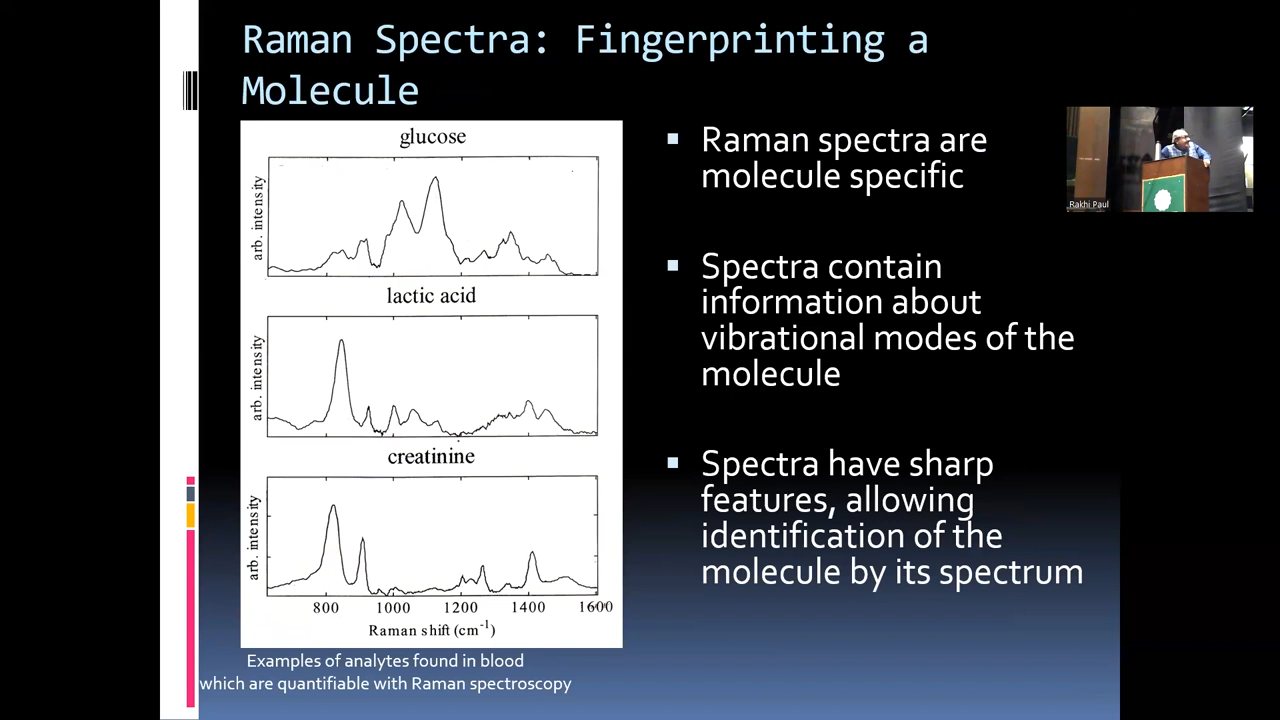 Raman Spectra: Fingerprinting a
Molecule
glucose
arb. intensity
lactic acid
arb. intensity
creatinine
arb. intensity
800 1000 1200 1400 1600
Raman shift (cm-1)
Examples of analytes found in blood
which are quantifiable with Raman spectroscopy
Raman spectra are
molecule specific
Spectra contain
information about
vibrational modes of the
molecule
Spectra have sharp
features, allowing
identification of the
molecule by its spectrum
Rakhi Paul